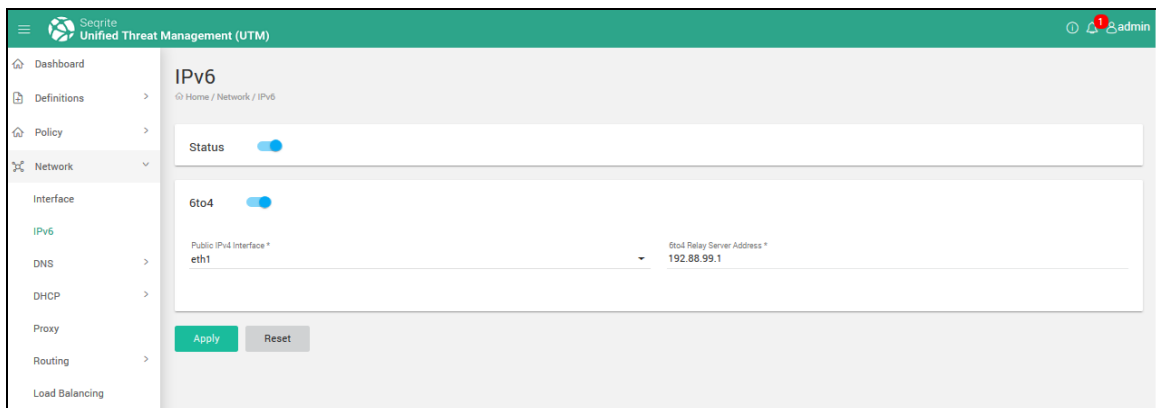 Seqrite
Unified Threat Management (UTM)
1
admin
Dashboard
Definitions
Policy
Network
Interface
IPv6
DNS
DHCP
Proxy
Routing
Load Balancing
IPv6
Home / Network / IPv6
Status
6to4
Public IPv4 Interface *
eth1
6to4 Relay Server Address *
192.88.99.1
Apply
Reset